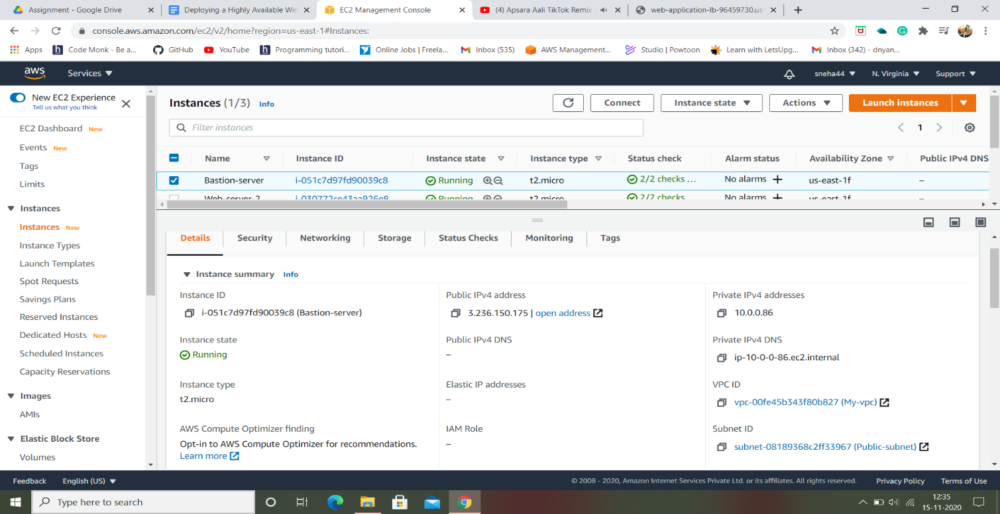 Assignment - Google Drive
Deploying a Highly Available We
EC2 Management Console
(4) Apsara Aali TikTok Remix
web-application-lb-96459730.us-
console.aws.amazon.com/ec2/v2/home?region=us-east-1#Instances:
Apps
Code Monk - Be a...
GitHub
YouTube
Programming tutori...
Online Jobs | Freela...
Inbox (535)
AWS Management...
Studio | Powtoon
Learn with LetsUpg...
Inbox (342) - dnyan...
aws
Services
sneha44
N. Virginia
Support
New EC2 Experience
Tell us what you think
EC2 Dashboard New
Events New
Tags
Limits
Instances
Instances New
Instance Types
Launch Templates
Spot Requests
Savings Plans
Reserved Instances
Dedicated Hosts New
Scheduled Instances
Capacity Reservations
Images
AMIs
Elastic Block Store
Volumes
Instances (1/3) Info
Connect
Instance state
Actions
Launch instances
Filter instances
1
Name Instance ID Instance state Instance type Status check Alarm status Availability Zone Public IPv4 DNS
Bastion-server i-051c7d97fd90039c8 Running t2.micro 2/2 checks ... No alarms + us-east-1f –
Web-server-2 i-030772ce43aa926e8 Running t2.micro 2/2 checks No alarms + us-east-1f
Details Security Networking Storage Status Checks Monitoring Tags
Instance summary Info
Instance ID
i-051c7d97fd90039c8 (Bastion-server)
Public IPv4 address
3.236.150.175 | open address
Private IPv4 addresses
10.0.0.86
Instance state
Running
Public IPv4 DNS
–
Private IPv4 DNS
ip-10-0-0-86.ec2.internal
Instance type
t2.micro
Elastic IP addresses
–
VPC ID
vpc-00fe45b343f80b827 (My-vpc)
AWS Compute Optimizer finding
Opt-in to AWS Compute Optimizer for recommendations.
Learn more
IAM Role
–
Subnet ID
subnet-08189368c2ff33967 (Public-subnet)
Feedback English (US)
© 2008 - 2020, Amazon Internet Services Private Ltd. or its affiliates. All rights reserved.
Privacy Policy
Terms of Use
Type here to search
12:35
15-11-2020